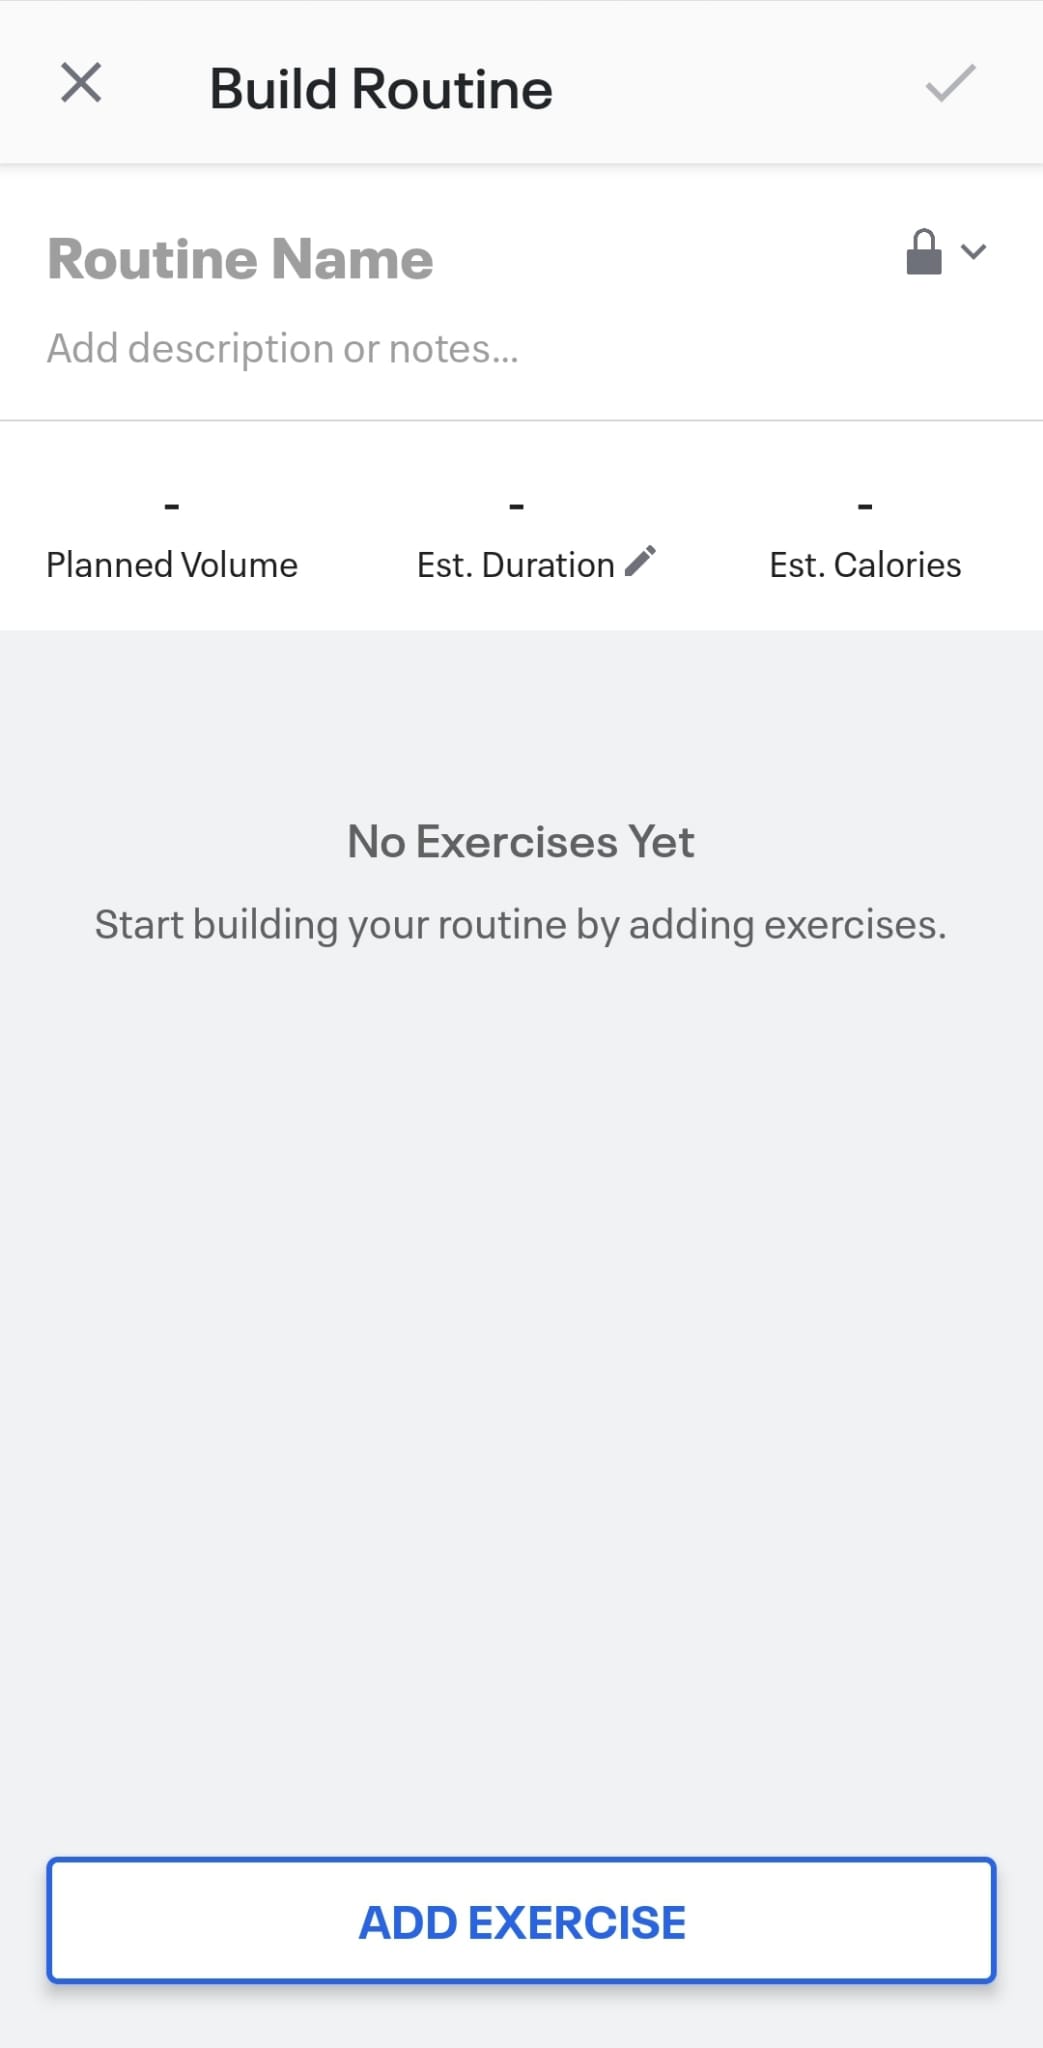 Build Routine
Routine Name
Add description or notes...
- - -
Planned Volume Est. Duration Est. Calories
No Exercises Yet
Start building your routine by adding exercises.
ADD EXERCISE